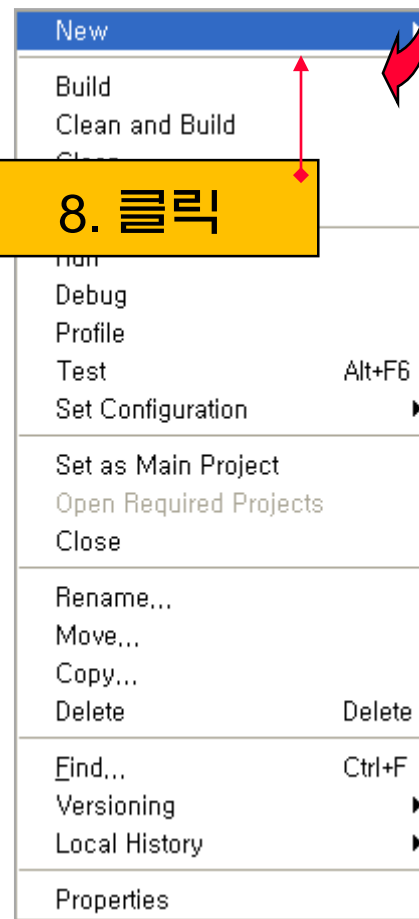 New
Build
Clean and Build
8. 클릭
Debug
Profile
Test Alt+F6
Set Configuration
Set as Main Project
Open Required Projects
Close
Rename...
Move...
Copy...
Delete Delete
Find... Ctrl+F
Versioning
Local History
Properties